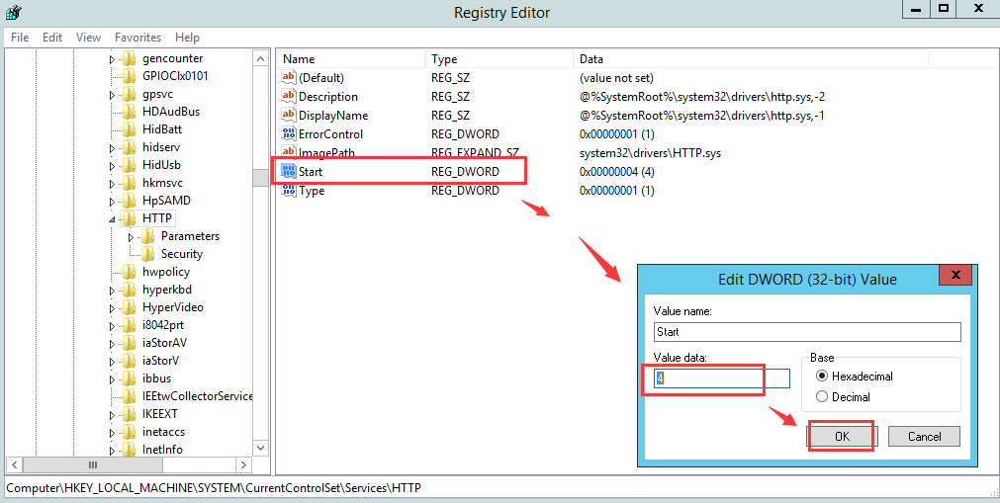 Registry Editor
File Edit View Favorites Help
gencounter
GPIOClx0101
gpsvc
HDAudBus
HidBatt
hidserv
HidUsb
hkmsvc
HpSAMD
HTTP
Parameters
Security
hwpolicy
hyperkbd
HyperVideo
i8042prt
iaStorAV
iaStorV
ibbus
IEEtwCollectorService
IKEEXT
inetaccs
InetInfo
Name Type Data
(Default) REG_SZ (value not set)
Description REG_SZ @%SystemRoot%\system32\drivers\http.sys,-2
DisplayName REG_SZ @%SystemRoot%\system32\drivers\http.sys,-1
ErrorControl REG_DWORD 0x00000001 (1)
ImagePath REG_EXPAND_SZ system32\drivers\HTTP.sys
Start REG_DWORD 0x00000004 (4)
Type REG_DWORD 0x00000001 (1)
Edit DWORD (32-bit) Value
Value name:
Start
Value data:
4
Base
Hexadecimal
Decimal
OK Cancel
Computer\HKEY_LOCAL_MACHINE\SYSTEM\CurrentControlSet\Services\HTTP